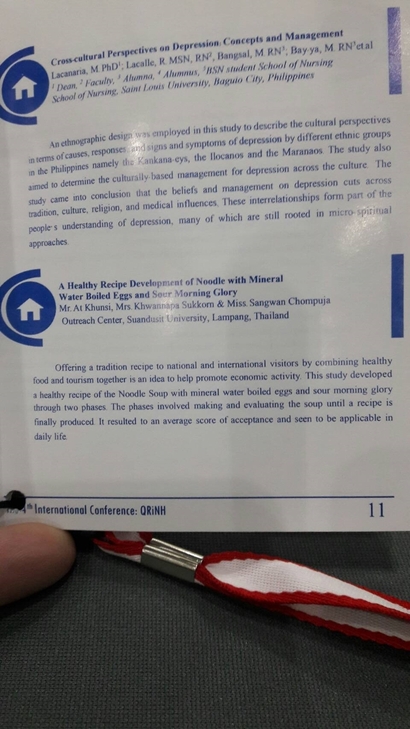 Cross-cultural Perspectives on Depression: Concepts and Management
Lacanaria, M. PhD¹; Lacalle, R. MSN, RN², Bangsal, M. RN³; Bay-ya, M. RN⁴et.al
¹ Dean, ² Faculty, ³ Alumna, ⁴ Alumnus, ⁵BSN student School of Nursing
School of Nursing, Saint Louis University, Baguio City, Philippines
An ethnographic design was employed in this study to describe the cultural perspectives
in terms of causes, responses, and signs and symptoms of depression by different ethnic groups
in the Philippines namely the Kankana-eys, the Ilocanos and the Maranaos. The study also
aimed to determine the culturally-based management for depression across the culture. The
study came into conclusion that the beliefs and management on depression cuts across
tradition, culture, religion, and medical influences. These interrelationships form part of the
people's understanding of depression, many of which are still rooted in micro-spiritual
approaches.
A Healthy Recipe Development of Noodle with Mineral
Water Boiled Eggs and Sour Morning Glory
Mr. At Khunsi, Mrs. Khwannapa Sukkorn & Miss. Sangwan Chompuja
Outreach Center, Suandusit University, Lampang, Thailand
Offering a tradition recipe to national and international visitors by combining healthy
food and tourism together is an idea to help promote economic activity. This study developed
a healthy recipe of the Noodle Soup with mineral water boiled eggs and sour morning glory
through two phases. The phases involved making and evaluating the soup until a recipe is
finally produced. It resulted to an average score of acceptance and seen to be applicable in
daily life.
4th International Conference: QRiNH 11